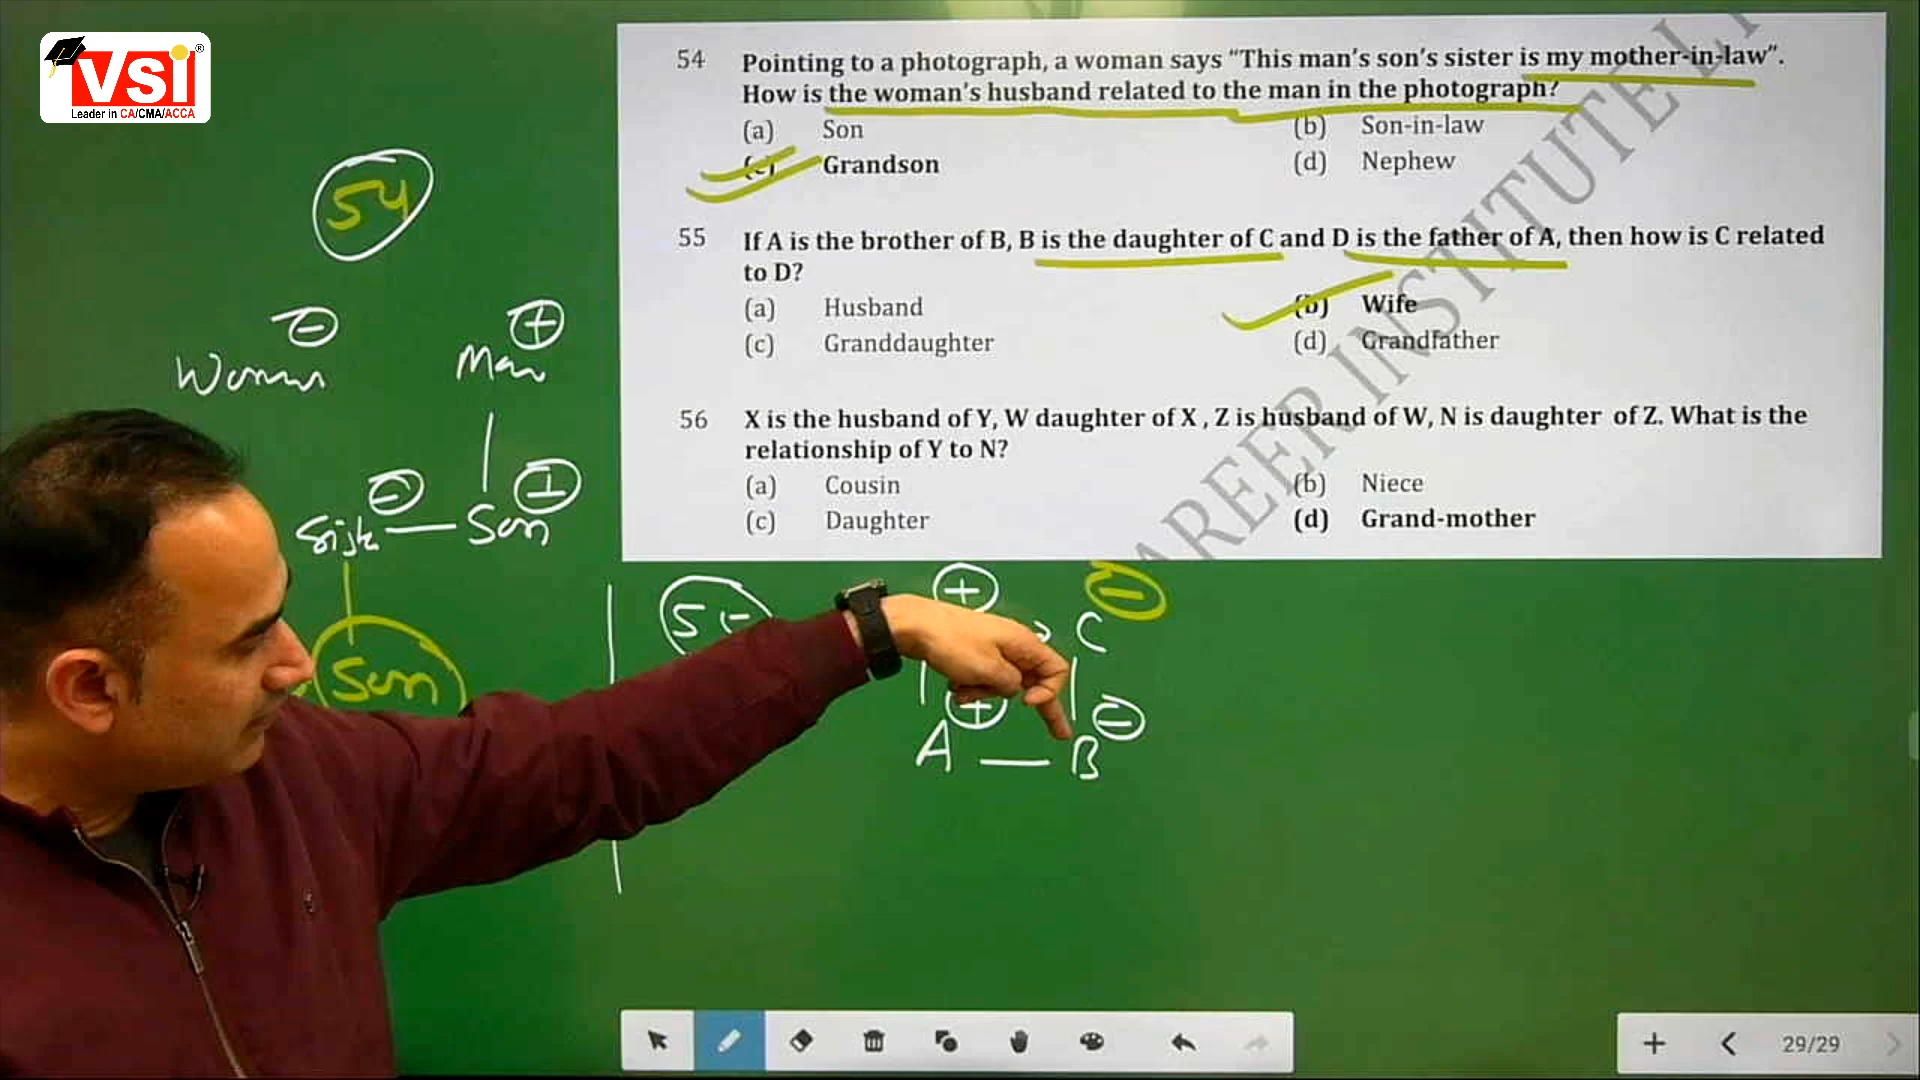 VSI®
Leader in CA/CMA/ACCA
54 Pointing to a photograph, a woman says "This man's son's sister is my mother-in-law".
How is the woman's husband related to the man in the photograph?
(a) Son (b) Son-in-law
(c) Grandson (d) Nephew
55 If A is the brother of B, B is the daughter of C and D is the father of A, then how is C related
to D?
(a) Husband (b) Wife
(c) Granddaughter (d) Grandfather
56 X is the husband of Y, W daughter of X , Z is husband of W, N is daughter of Z. What is the
relationship of Y to N?
(a) Cousin (b) Niece
(c) Daughter (d) Grand-mother
CAREER INSTITUTE
54
Woman − Man +
− +
Son
Son
+ −
C
+ −
A — B
29/29